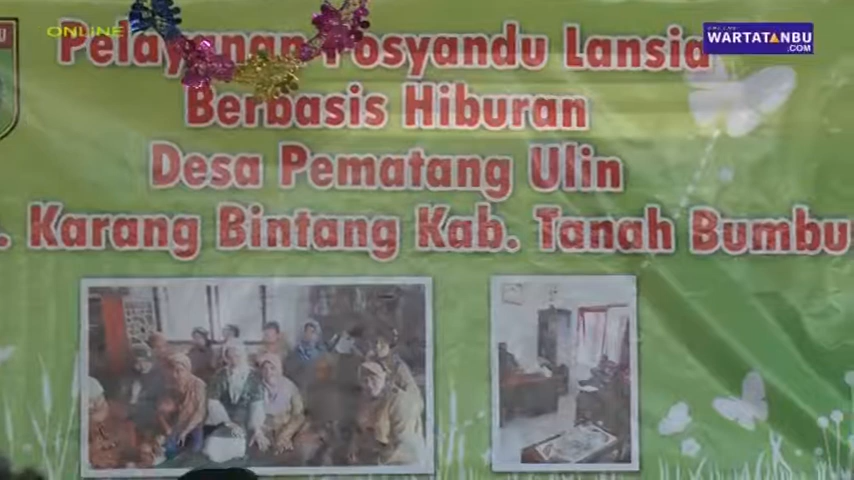 ONLINE
WARTATANBU
.COM
Pelayanan Posyandu Lansia
Berbasis Hiburan
Desa Pematang Ulin
. Karang Bintang Kab. Tanah Bumbu